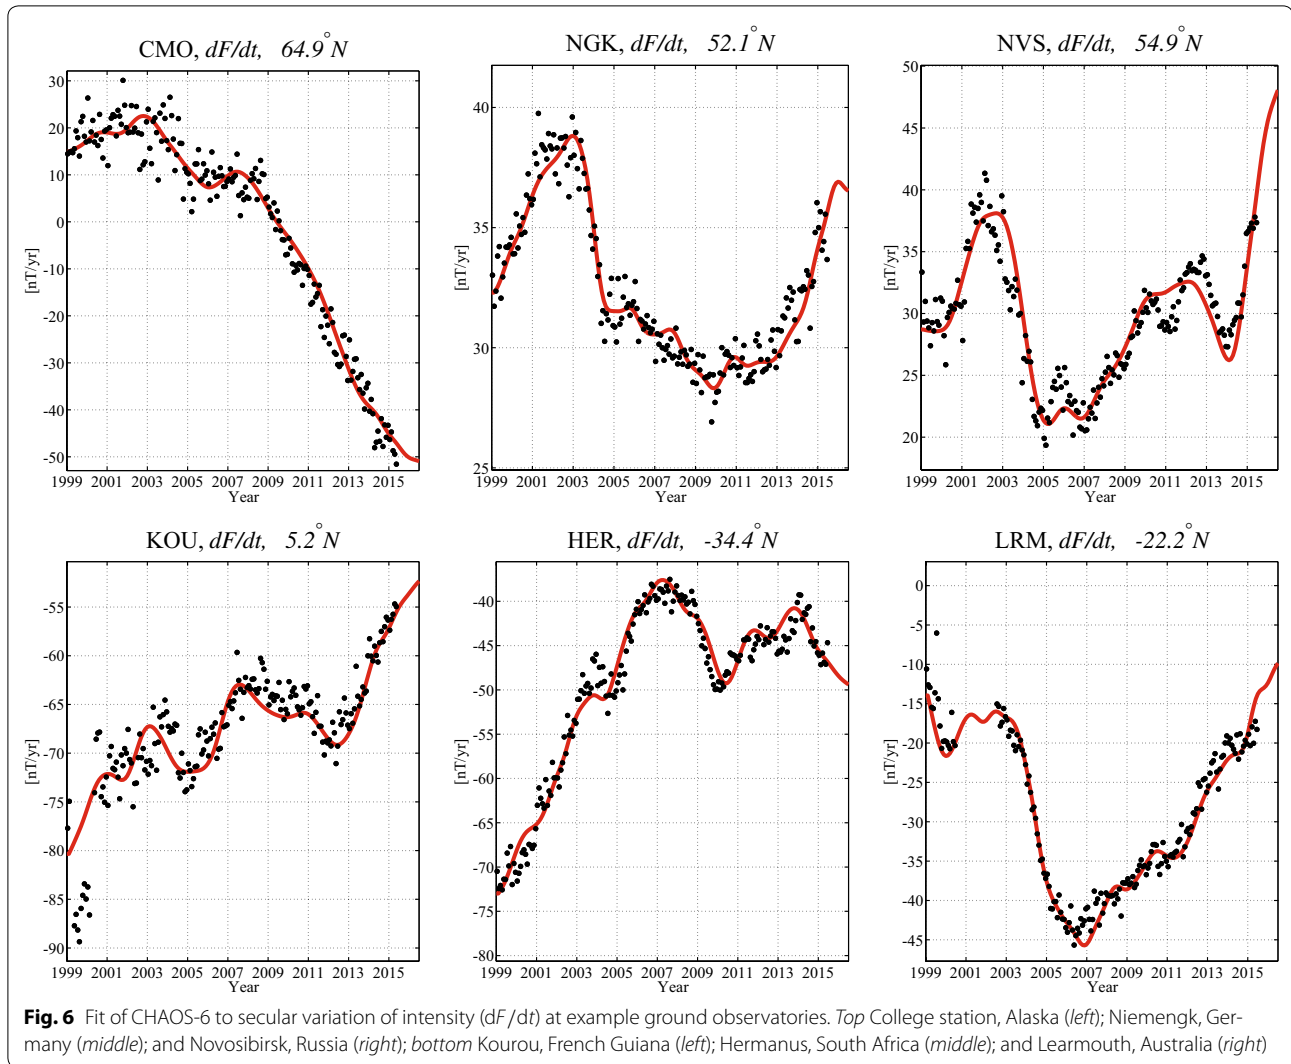 CMO, dF/dt, 64.9°N
NGK, dF/dt, 52.1°N
NVS, dF/dt, 54.9°N
[nT/yr]
30
20
10
0
-10
-20
-30
-40
-50
1999 2001 2003 2005 2007 2009 2011 2013 2015
Year
[nT/yr]
40
35
30
25
1999 2001 2003 2005 2007 2009 2011 2013 2015
Year
[nT/yr]
50
45
40
35
30
25
20
1999 2001 2003 2005 2007 2009 2011 2013 2015
Year
KOU, dF/dt, 5.2°N
HER, dF/dt, -34.4°N
LRM, dF/dt, -22.2°N
[nT/yr]
-55
-60
-65
-70
-75
-80
-85
-90
1999 2001 2003 2005 2007 2009 2011 2013 2015
Year
[nT/yr]
-40
-45
-50
-55
-60
-65
-70
-75
-80
1999 2001 2003 2005 2007 2009 2011 2013 2015
Year
[nT/yr]
0
-5
-10
-15
-20
-25
-30
-35
-40
-45
1999 2001 2003 2005 2007 2009 2011 2013 2015
Year
Fig. 6 Fit of CHAOS-6 to secular variation of intensity (dF/dt) at example ground observatories. Top College station, Alaska (left); Niemengk, Ger-
many (middle); and Novosibirsk, Russia (right); bottom Kourou, French Guiana (left); Hermanus, South Africa (middle); and Learmouth, Australia (right)